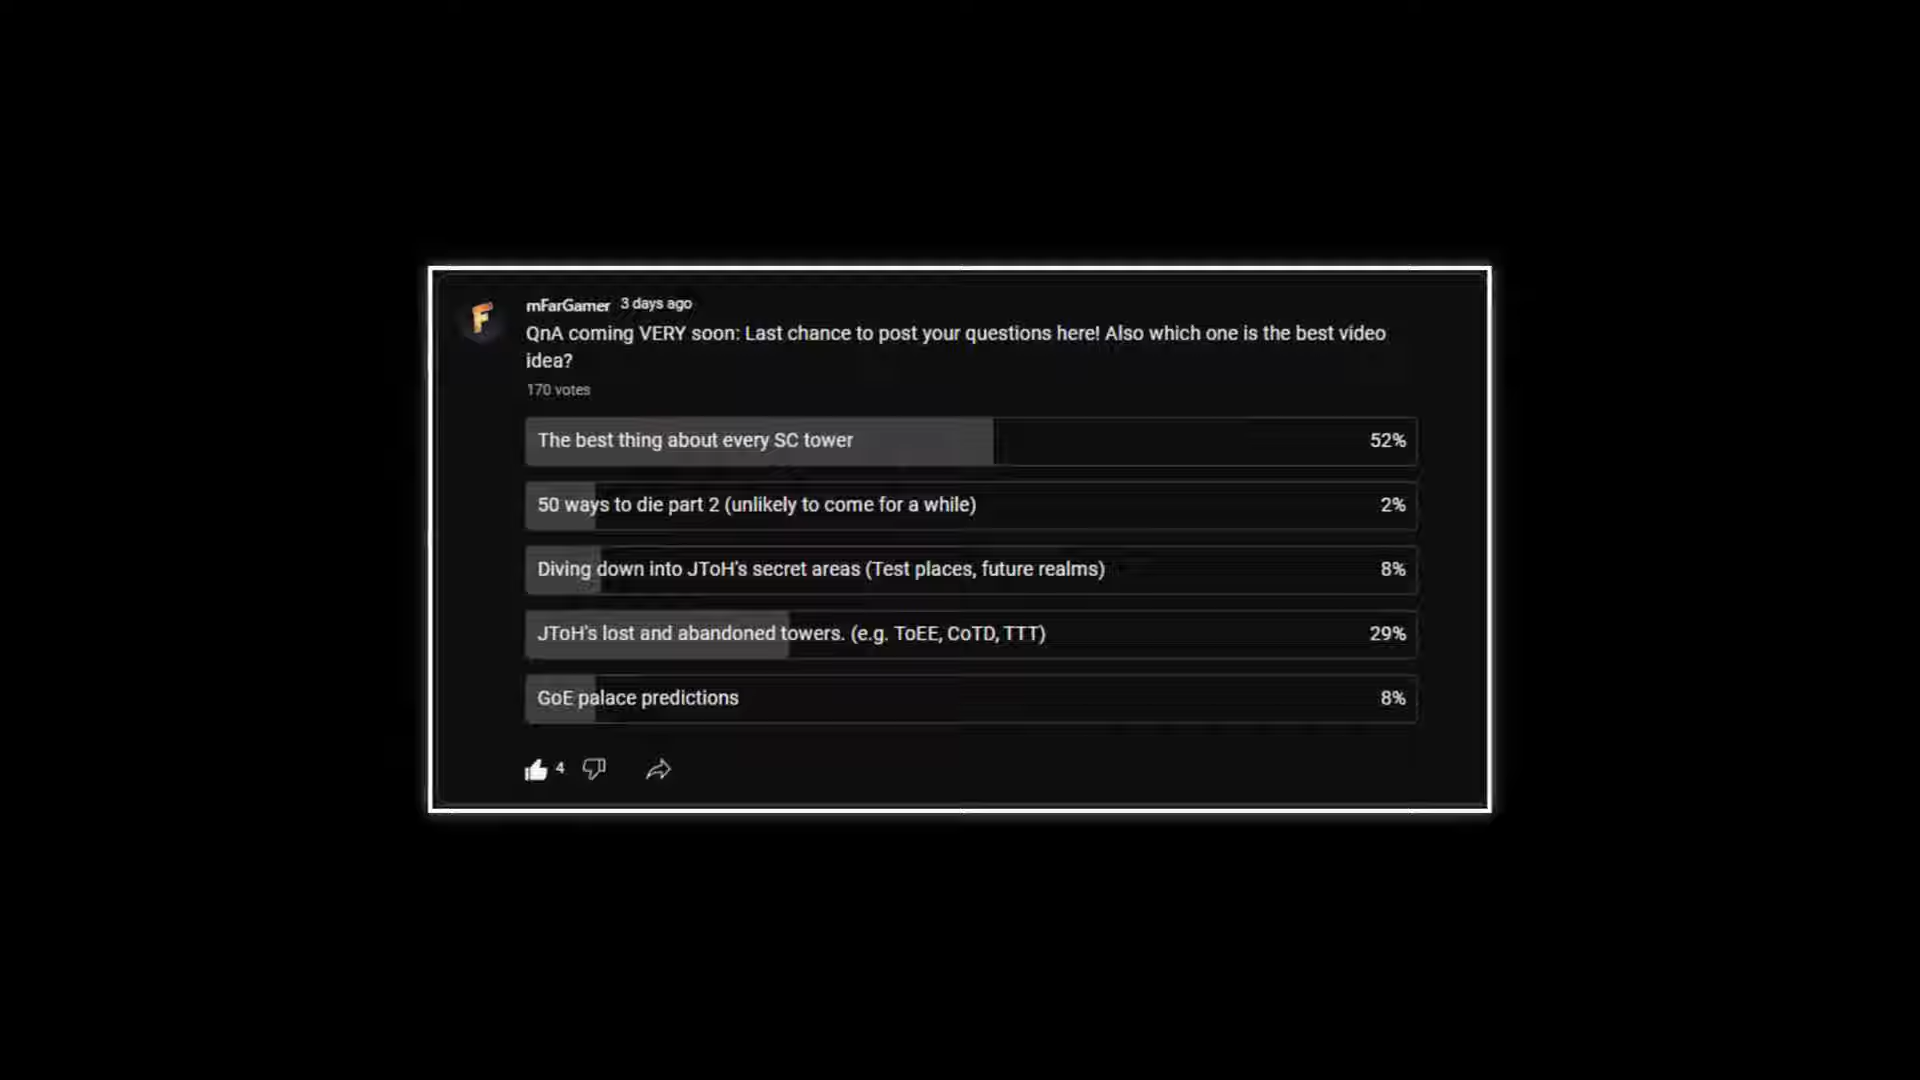 F
mFarGamer 3 days ago
QnA coming VERY soon: Last chance to post your questions here! Also which one is the best video
idea?
170 votes
The best thing about every SC tower 52%
50 ways to die part 2 (unlikely to come for a while) 2%
Diving down into JToH's secret areas (Test places, future realms) 8%
JToH's lost and abandoned towers. (e.g. ToEE, CoTD, TTT) 29%
GoE palace predictions 8%
4